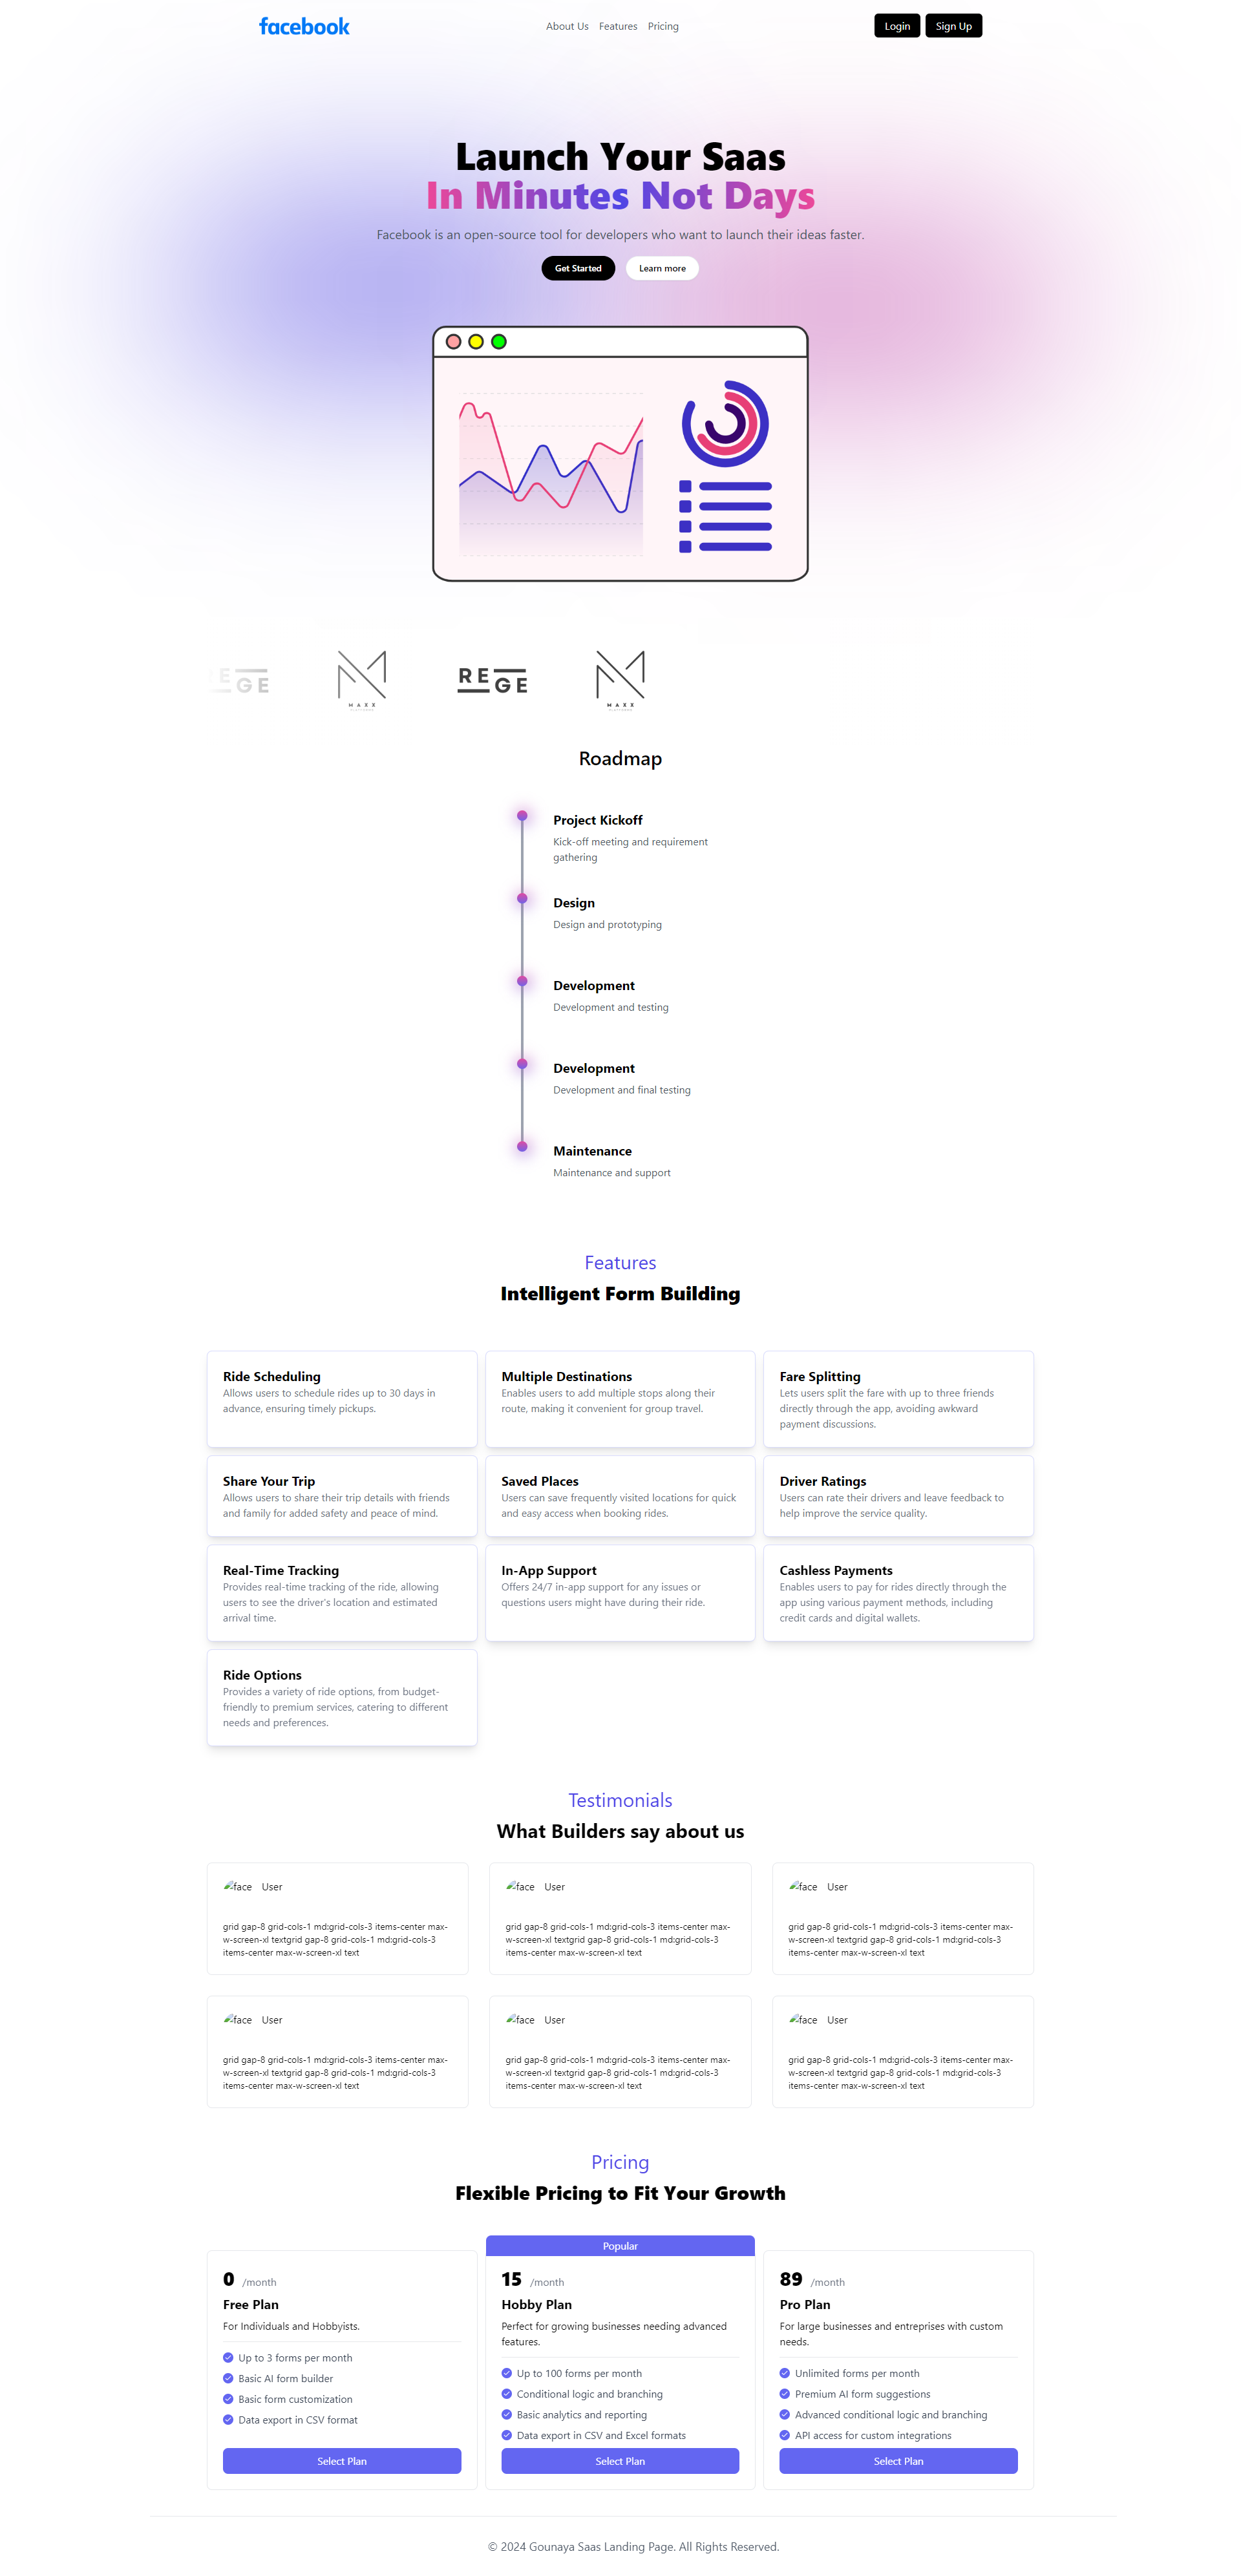 facebook
About Us Features Pricing
Login Sign Up
Launch Your Saas
In Minutes Not Days
Facebook is an open-source tool for developers who want to launch their ideas faster.
Get Started Learn more
REGE MAXX REGE MAXX
Roadmap
Project Kickoff
Kick-off meeting and requirement
gathering
Design
Design and prototyping
Development
Development and testing
Development
Development and final testing
Maintenance
Maintenance and support
Features
Intelligent Form Building
Ride Scheduling
Allows users to schedule rides up to 30 days in
advance, ensuring timely pickups.
Multiple Destinations
Enables users to add multiple stops along their
route, making it convenient for group travel.
Fare Splitting
Lets users split the fare with up to three friends
directly through the app, avoiding awkward
payment discussions.
Share Your Trip
Allows users to share their trip details with friends
and family for added safety and peace of mind.
Saved Places
Users can save frequently visited locations for quick
and easy access when booking rides.
Driver Ratings
Users can rate their drivers and leave feedback to
help improve the service quality.
Real-Time Tracking
Provides real-time tracking of the ride, allowing
users to see the driver's location and estimated
arrival time.
In-App Support
Offers 24/7 in-app support for any issues or
questions users might have during their ride.
Cashless Payments
Enables users to pay for rides directly through the
app using various payment methods, including
credit cards and digital wallets.
Ride Options
Provides a variety of ride options, from budget-
friendly to premium services, catering to different
needs and preferences.
Testimonials
What Builders say about us
face User
grid gap-8 grid-cols-1 md:grid-cols-3 items-center max-
w-screen-xl textgrid gap-8 grid-cols-1 md:grid-cols-3
items-center max-w-screen-xl text
face User
grid gap-8 grid-cols-1 md:grid-cols-3 items-center max-
w-screen-xl textgrid gap-8 grid-cols-1 md:grid-cols-3
items-center max-w-screen-xl text
face User
grid gap-8 grid-cols-1 md:grid-cols-3 items-center max-
w-screen-xl textgrid gap-8 grid-cols-1 md:grid-cols-3
items-center max-w-screen-xl text
face User
grid gap-8 grid-cols-1 md:grid-cols-3 items-center max-
w-screen-xl textgrid gap-8 grid-cols-1 md:grid-cols-3
items-center max-w-screen-xl text
face User
grid gap-8 grid-cols-1 md:grid-cols-3 items-center max-
w-screen-xl textgrid gap-8 grid-cols-1 md:grid-cols-3
items-center max-w-screen-xl text
face User
grid gap-8 grid-cols-1 md:grid-cols-3 items-center max-
w-screen-xl textgrid gap-8 grid-cols-1 md:grid-cols-3
items-center max-w-screen-xl text
Pricing
Flexible Pricing to Fit Your Growth
0 /month
Free Plan
For Individuals and Hobbyists.
Up to 3 forms per month
Basic AI form builder
Basic form customization
Data export in CSV format
Select Plan
Popular
15 /month
Hobby Plan
Perfect for growing businesses needing advanced
features.
Up to 100 forms per month
Conditional logic and branching
Basic analytics and reporting
Data export in CSV and Excel formats
Select Plan
89 /month
Pro Plan
For large businesses and entreprises with custom
needs.
Unlimited forms per month
Premium AI form suggestions
Advanced conditional logic and branching
API access for custom integrations
Select Plan
© 2024 Gounaya Saas Landing Page. All Rights Reserved.